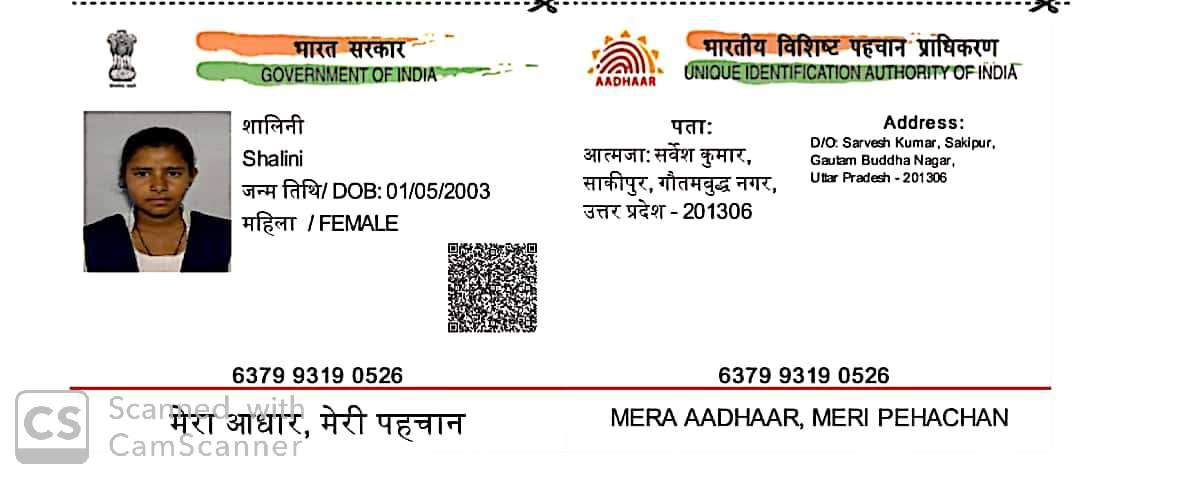 भारत सरकार
GOVERNMENT OF INDIA
शालिनी
Shalini
जन्म तिथि/ DOB: 01/05/2003
महिला / FEMALE
6379 9319 0526
मेरा आधार, मेरी पहचान
AADHAAR
भारतीय विशिष्ट पहचान प्राधिकरण
UNIQUE IDENTIFICATION AUTHORITY OF INDIA
पता:
आत्मजा: सर्वेश कुमार,
साकीपुर, गौतमबुद्ध नगर,
उत्तर प्रदेश - 201306
Address:
D/O: Sarvesh Kumar, Sakipur,
Gautam Buddha Nagar,
Uttar Pradesh - 201306
6379 9319 0526
MERA AADHAAR, MERI PEHACHAN
CS
Scanned with
CamScanner